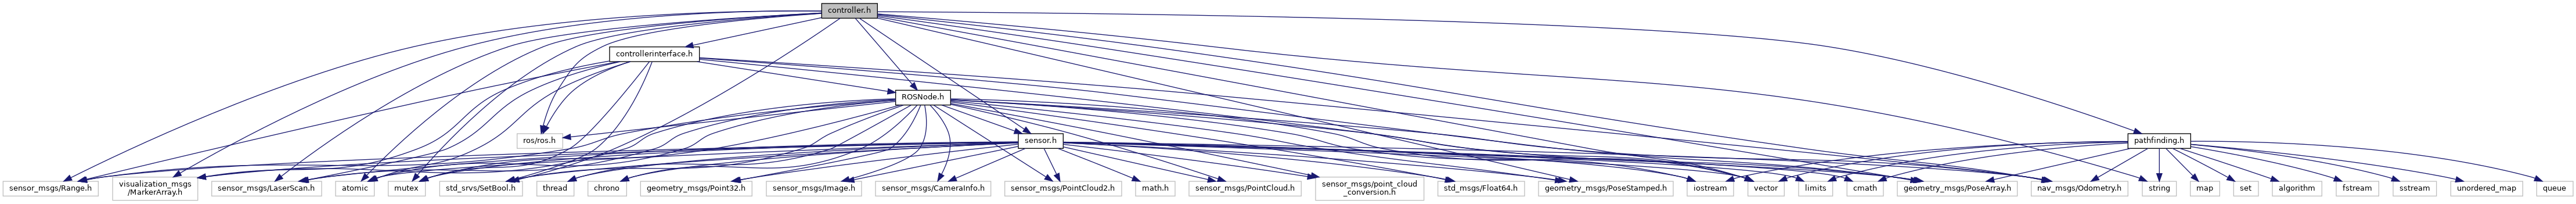 controller.h
controllerinterface.h
ROSNode.h
ros/ros.h
sensor.h
pathfinding.h
sensor_msgs/Range.h
visualization_msgs
/MarkerArray.h
sensor_msgs/LaserScan.h
atomic
mutex
std_srvs/SetBool.h
thread
chrono
geometry_msgs/Point32.h
sensor_msgs/Image.h
sensor_msgs/CameraInfo.h
sensor_msgs/PointCloud2.h
math.h
sensor_msgs/PointCloud.h
sensor_msgs/point_cloud
_conversion.h
std_msgs/Float64.h
geometry_msgs/PoseStamped.h
iostream
vector
limits
cmath
geometry_msgs/PoseArray.h
nav_msgs/Odometry.h
string
map
set
algorithm
fstream
sstream
unordered_map
queue